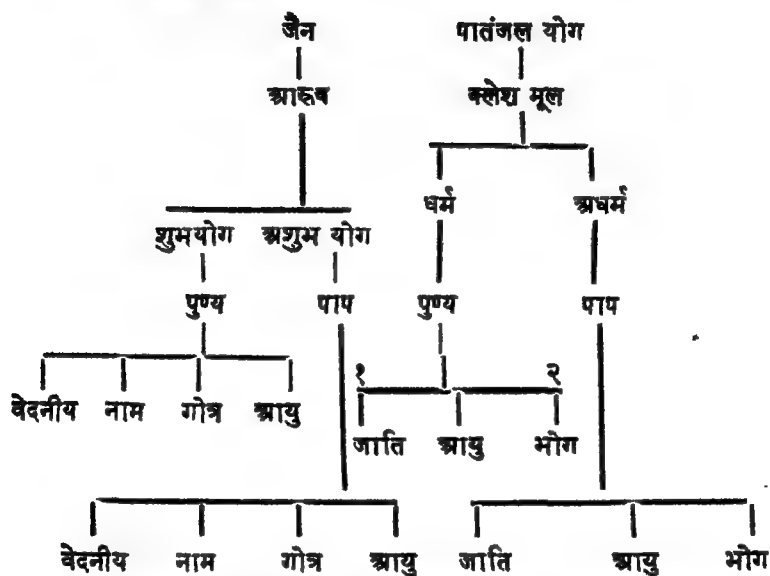 जैन पातंजल योग
आस्रव क्लेश मूल
धर्म अधर्म
शुभयोग अशुभ योग
पुण्य पाप पुण्य पाप
१ २
वेदनीय नाम गोत्र आयु
जाति आयु भोग
वेदनीय नाम गोत्र आयु जाति आयु भोग